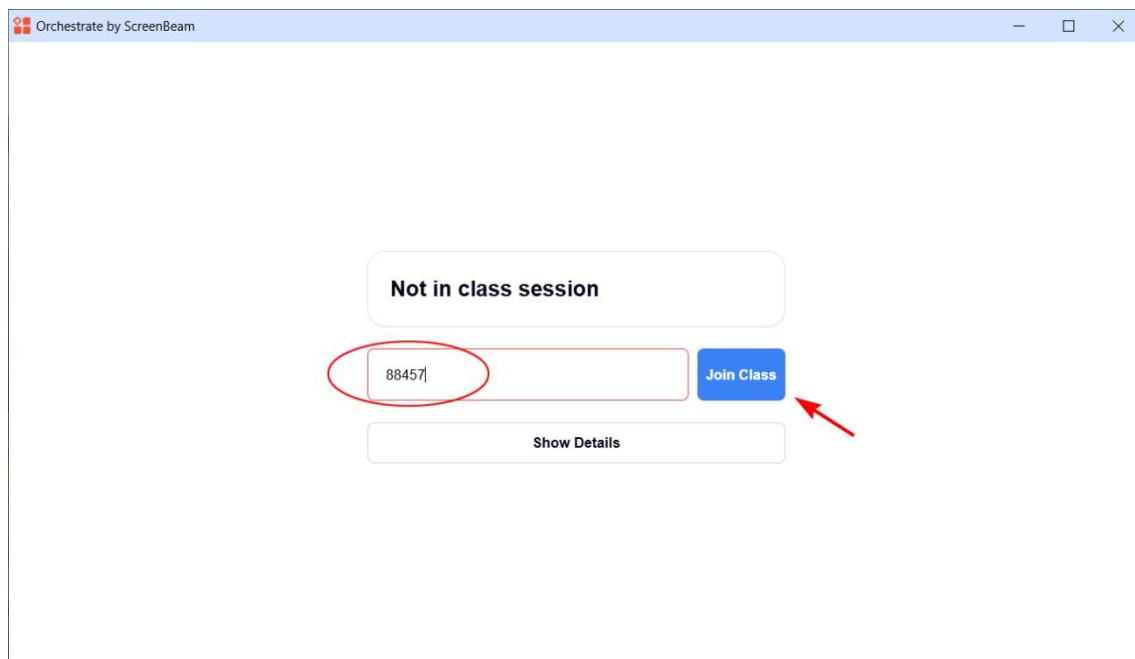 Orchestrate by ScreenBeam
Not in class session
88457
Join Class
Show Details